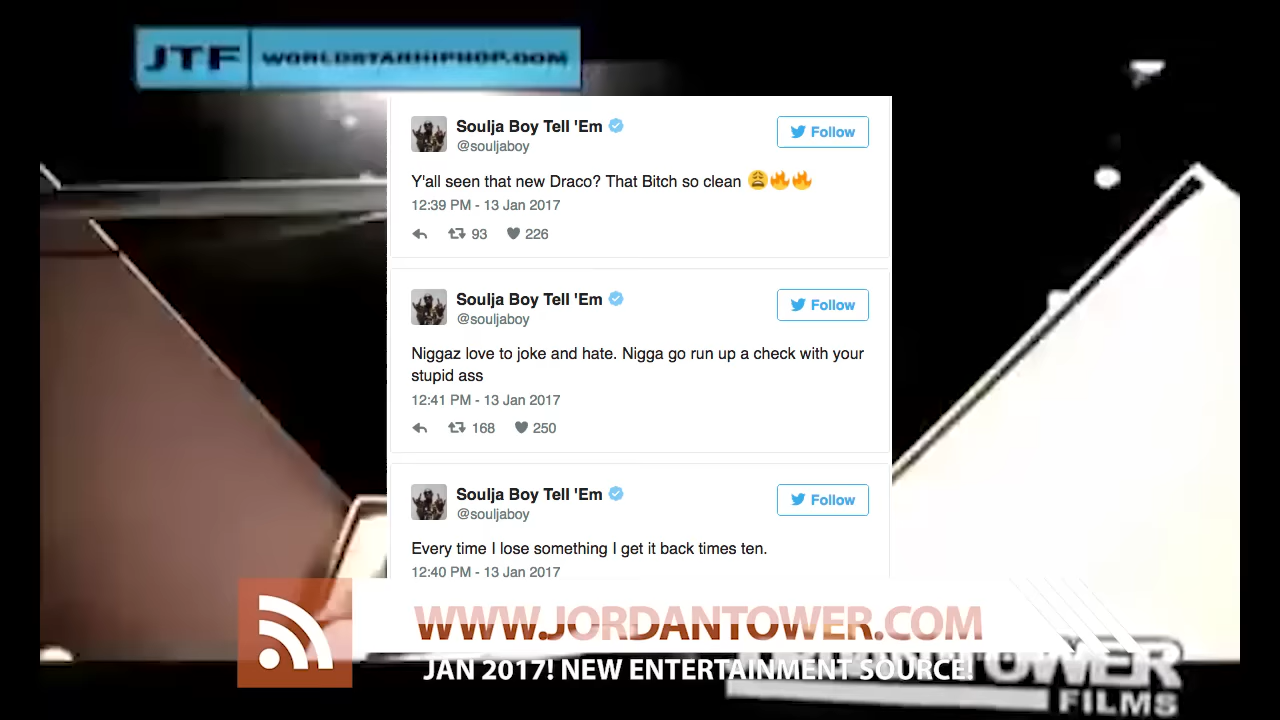 JTF WORLDSTARHIPHOP.COM
Soulja Boy Tell 'Em
Follow
@souljaboy
Y'all seen that new Draco? That Bitch so clean 😩🔥🔥
12:39 PM - 13 Jan 2017
93 226
Soulja Boy Tell 'Em
Follow
@souljaboy
Niggaz love to joke and hate. Nigga go run up a check with your
stupid ass
12:41 PM - 13 Jan 2017
168 250
Soulja Boy Tell 'Em
Follow
@souljaboy
Every time I lose something I get it back times ten.
12:40 PM - 13 Jan 2017
WWW.JORDANTOWER.COM
JAN 2017! NEW ENTERTAINMENT SOURCE!
FILMS